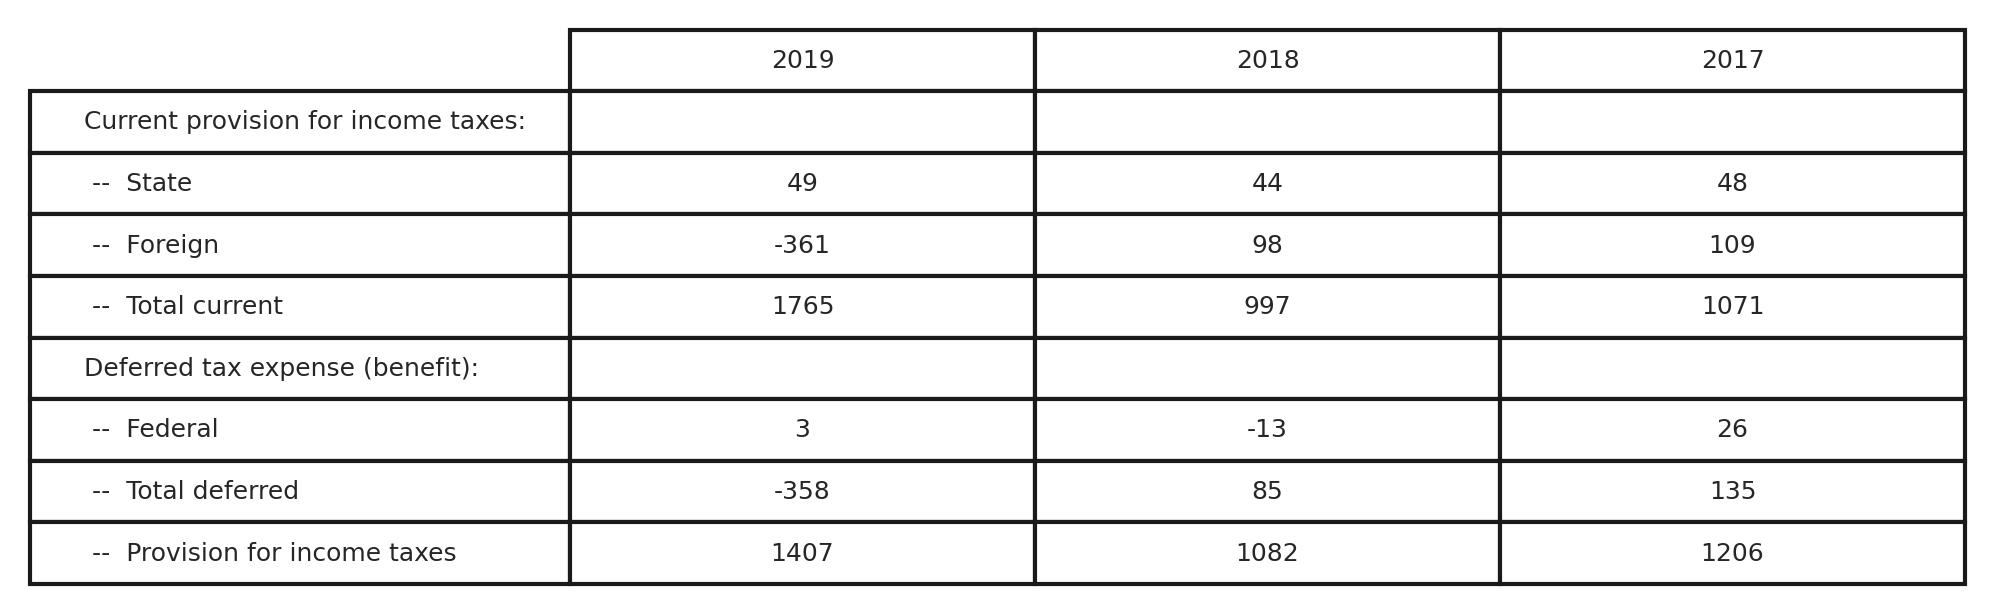 2019 2018 2017
Current provision for income taxes:
-- State 49 44 48
-- Foreign -361 98 109
-- Total current 1765 997 1071
Deferred tax expense (benefit):
-- Federal 3 -13 26
-- Total deferred -358 85 135
-- Provision for income taxes 1407 1082 1206